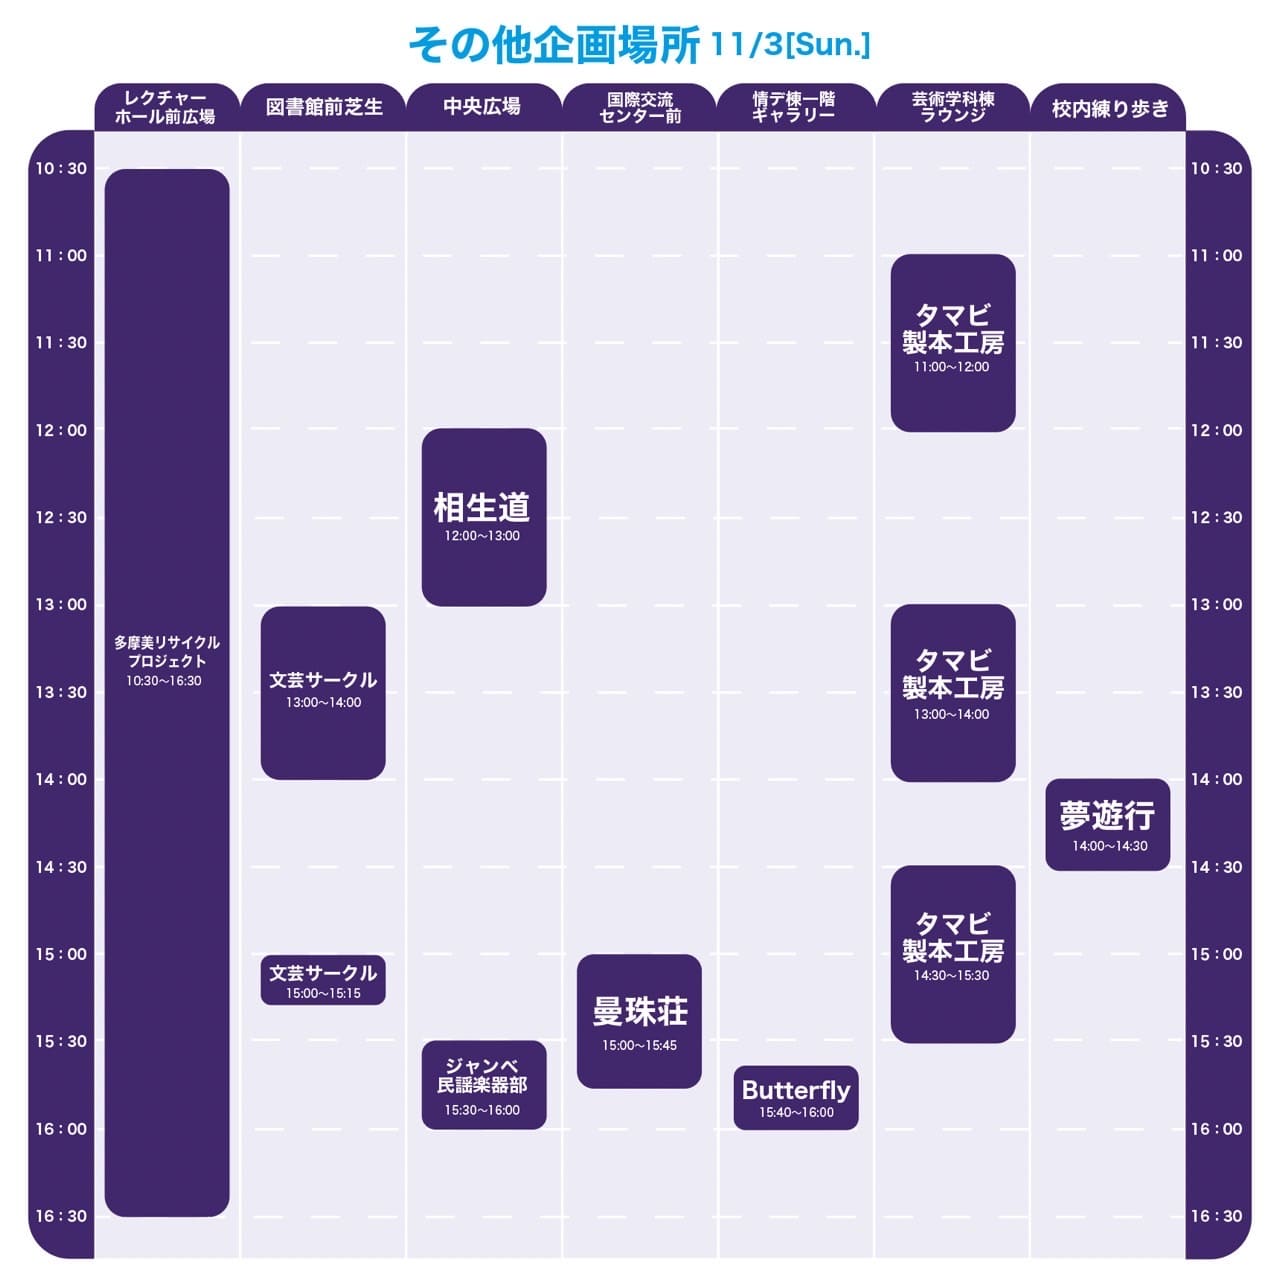 その他企画場所 11/3[Sun.]
レクチャー
ホール前広場
図書館前芝生
中央広場
国際交流
センター前
情デ棟一階
ギャラリー
芸術学科棟
ラウンジ
校内練り歩き
10:30
11:00
11:30
12:00
12:30
13:00
13:30
14:00
14:30
15:00
15:30
16:00
16:30
多摩美リサイクル
プロジェクト
10:30〜16:30
文芸サークル
13:00〜14:00
文芸サークル
15:00〜15:15
相生道
12:00〜13:00
ジャンベ
民謡楽器部
15:30〜16:00
曼珠荘
15:00〜15:45
Butterfly
15:40〜16:00
タマビ
製本工房
11:00〜12:00
タマビ
製本工房
13:00〜14:00
タマビ
製本工房
14:30〜15:30
夢遊行
14:00〜14:30
10:30
11:00
11:30
12:00
12:30
13:00
13:30
14:00
14:30
15:00
15:30
16:00
16:30